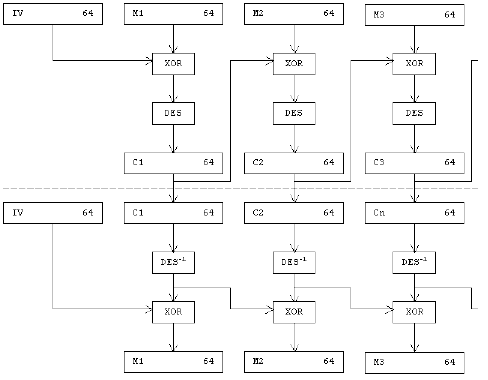 IV 64 M1 64 M2 64 M3 64
XOR XOR XOR
DES DES DES
C1 64 C2 64 C3 64
IV 64 C1 64 C2 64 Cn 64
DES⁻¹ DES⁻¹ DES⁻¹
XOR XOR XOR
M1 64 M2 64 M3 64